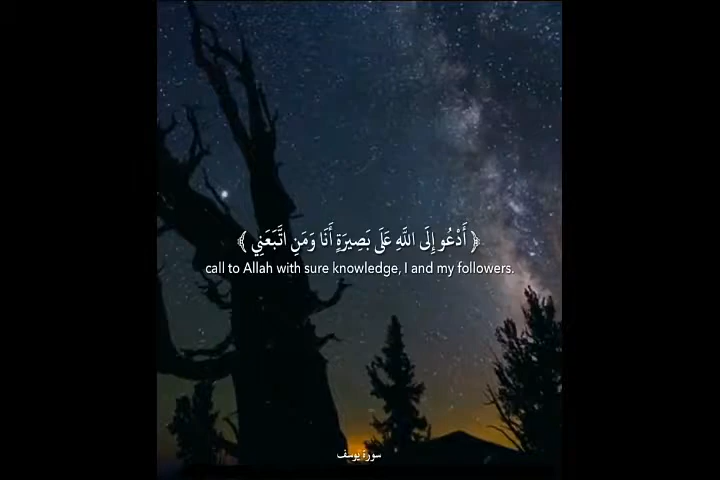 ﴿ أَدْعُو إِلَى اللَّهِ عَلَى بَصِيرَةٍ أَنَا وَمَنِ اتَّبَعَنِي ﴾
call to Allah with sure knowledge, I and my followers.
سورة يوسف